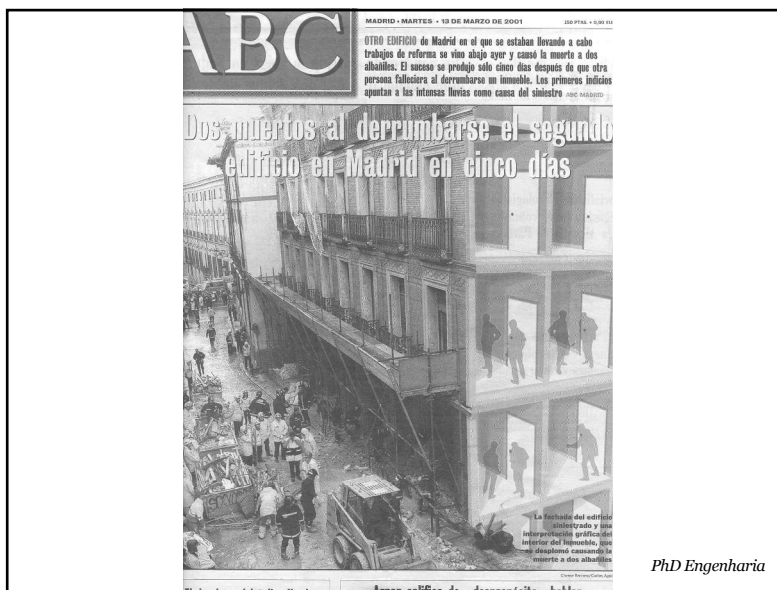 ABC
MADRID • MARTES • 13 DE MARZO DE 2001
250 PTAS.
OTRO EDIFICIO de Madrid en el que se estaban llevando a cabo
trabajos de reforma se vino abajo ayer y causó la muerte a dos
albañiles. El suceso se produjo sólo cinco días después de que otra
persona falleciera al derrumbarse un inmueble. Los primeros indicios
apuntan a las intensas lluvias como causa del siniestro ABC MADRID
Dos muertos al derrumbarse el segundo
edificio en Madrid en cinco días
La fachada del edificio
siniestrado y una
interpretación gráfica del
interior del inmueble, que
se desplomó causando la
muerte a dos albañiles
PhD Engenharia